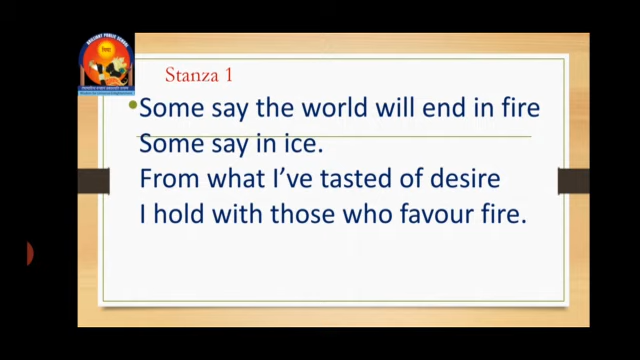 Stanza 1
Some say the world will end in fire
Some say in ice.
From what I've tasted of desire
I hold with those who favour fire.